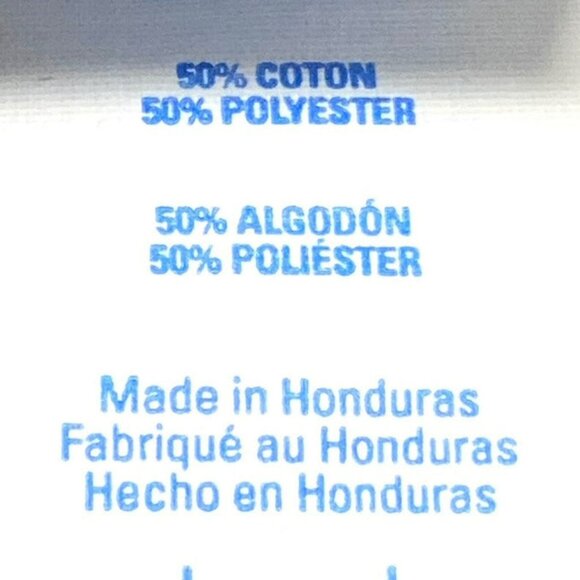 50% COTON
50% POLYESTER
50% ALGODÓN
50% POLIÉSTER
Made in Honduras
Fabriqué au Honduras
Hecho en Honduras